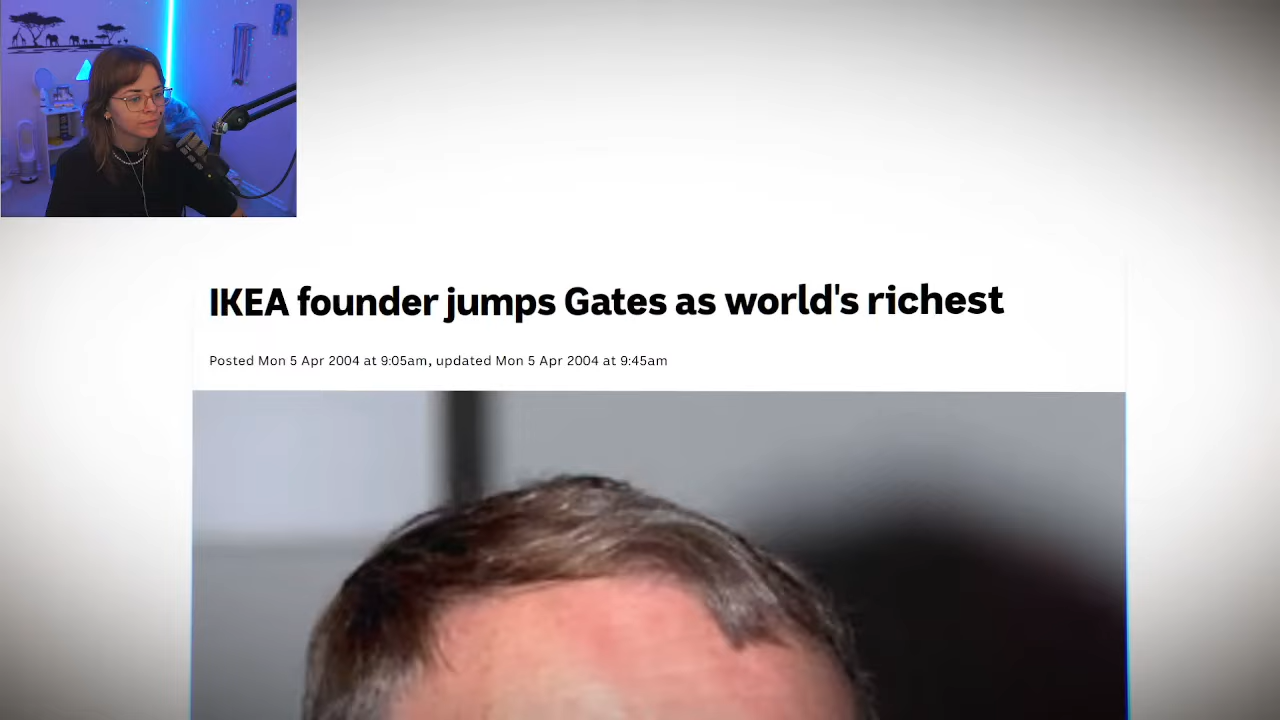 R
IKEA founder jumps Gates as world's richest
Posted Mon 5 Apr 2004 at 9:05am, updated Mon 5 Apr 2004 at 9:45am